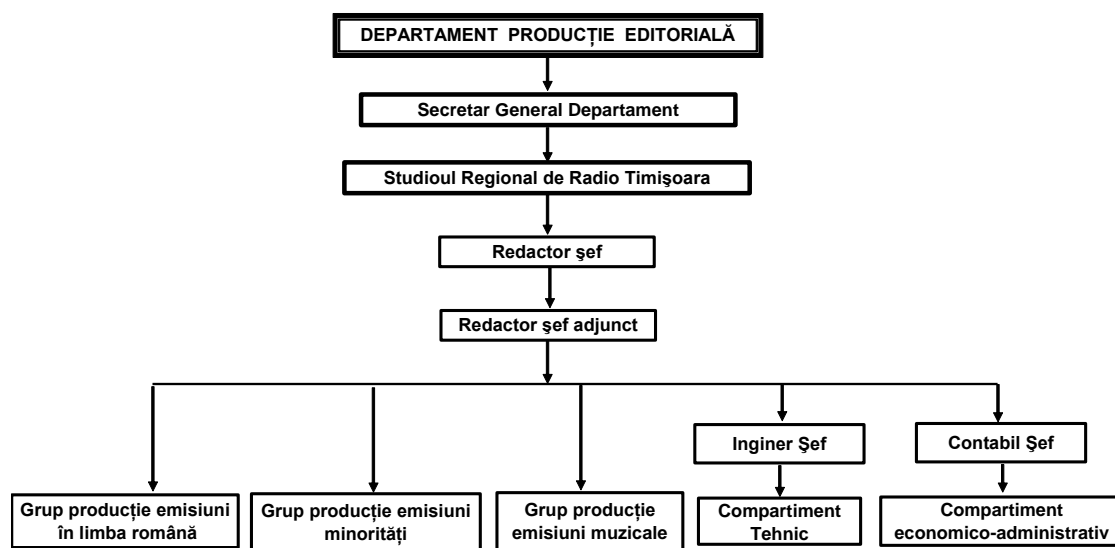 DEPARTAMENT PRODUCȚIE EDITORIALĂ
Secretar General Departament
Studioul Regional de Radio Timişoara
Redactor şef
Redactor şef adjunct
Inginer Şef
Contabil Şef
Grup producție emisiuni
în limba română
Grup producție emisiuni
minorități
Grup producție
emisiuni muzicale
Compartiment
Tehnic
Compartiment
economico-administrativ